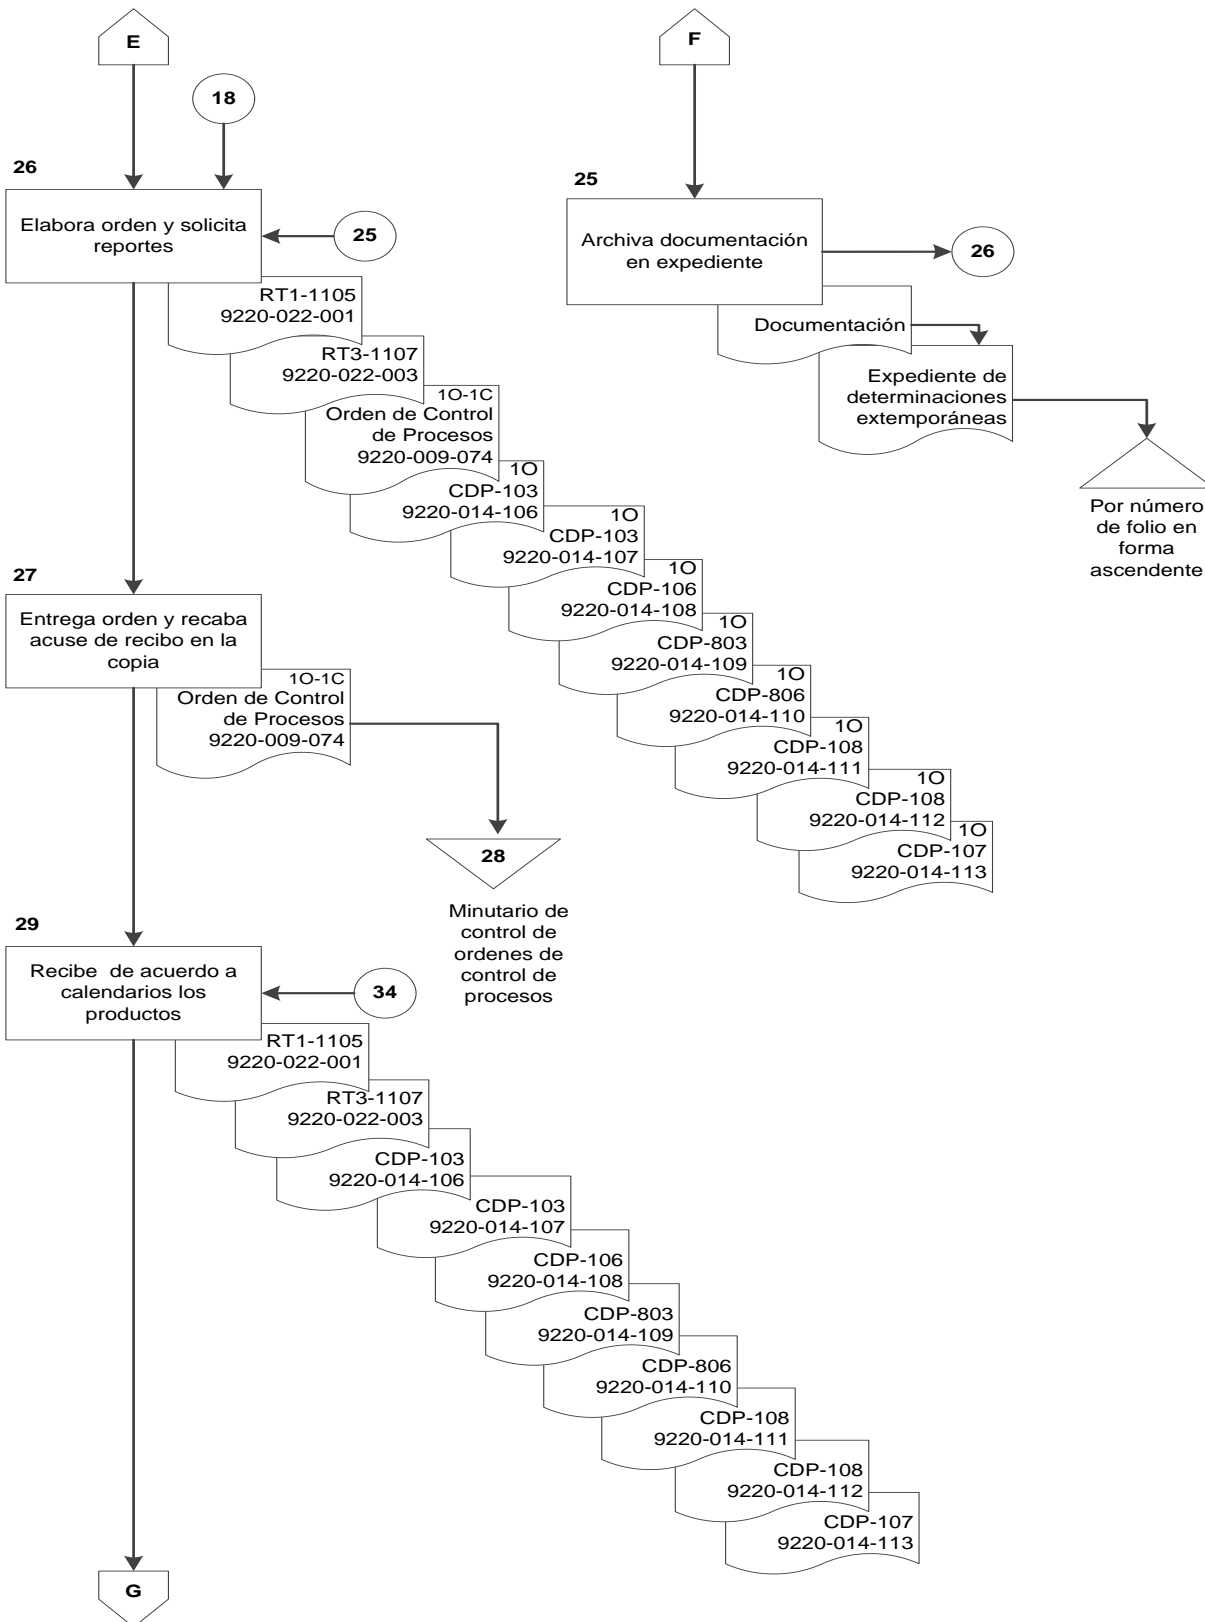 E
18
26
Elabora orden y solicita
reportes
25
RT1-1105
9220-022-001
RT3-1107
9220-022-003
1O-1C
Orden de Control
de Procesos
9220-009-074
1O
CDP-103
9220-014-106
1O
CDP-103
9220-014-107
1O
CDP-106
9220-014-108
1O
CDP-803
9220-014-109
1O
CDP-806
9220-014-110
1O
CDP-108
9220-014-111
1O
CDP-108
9220-014-112
1O
CDP-107
9220-014-113
27
Entrega orden y recaba
acuse de recibo en la
copia
1O-1C
Orden de Control
de Procesos
9220-009-074
28
Minutario de
control de
ordenes de
control de
procesos
29
Recibe de acuerdo a
calendarios los
productos
34
RT1-1105
9220-022-001
RT3-1107
9220-022-003
CDP-103
9220-014-106
CDP-103
9220-014-107
CDP-106
9220-014-108
CDP-803
9220-014-109
CDP-806
9220-014-110
CDP-108
9220-014-111
CDP-108
9220-014-112
CDP-107
9220-014-113
G
F
25
Archiva documentación
en expediente
26
Documentación
Expediente de
determinaciones
extemporáneas
Por número
de folio en
forma
ascendente